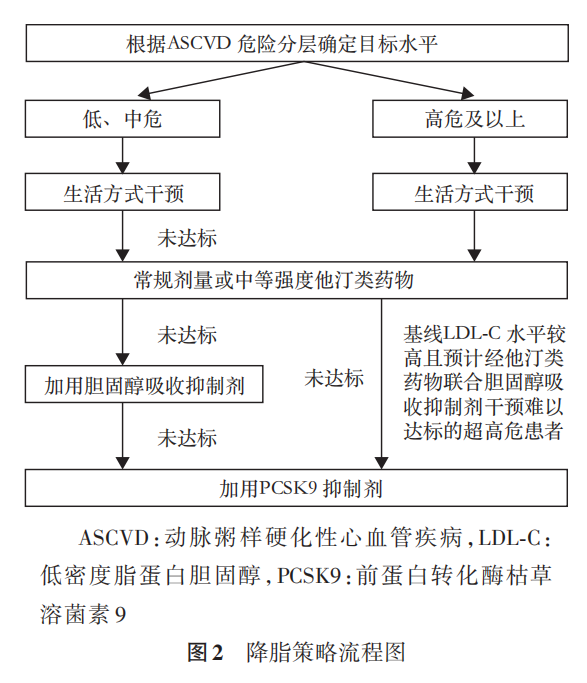 根据ASCVD 危险分层确定目标水平
低、中危
高危及以上
生活方式干预
生活方式干预
未达标
常规剂量或中等强度他汀类药物
未达标
加用胆固醇吸收抑制剂
未达标
未达标
基线LDL-C 水平较
高且预计经他汀类
药物联合胆固醇吸
收抑制剂干预难以
达标的超高危患者
加用PCSK9 抑制剂
ASCVD:动脉粥样硬化性心血管疾病,LDL-C:
低密度脂蛋白胆固醇,PCSK9:前蛋白转化酶枯草
溶菌素9
图2 降脂策略流程图